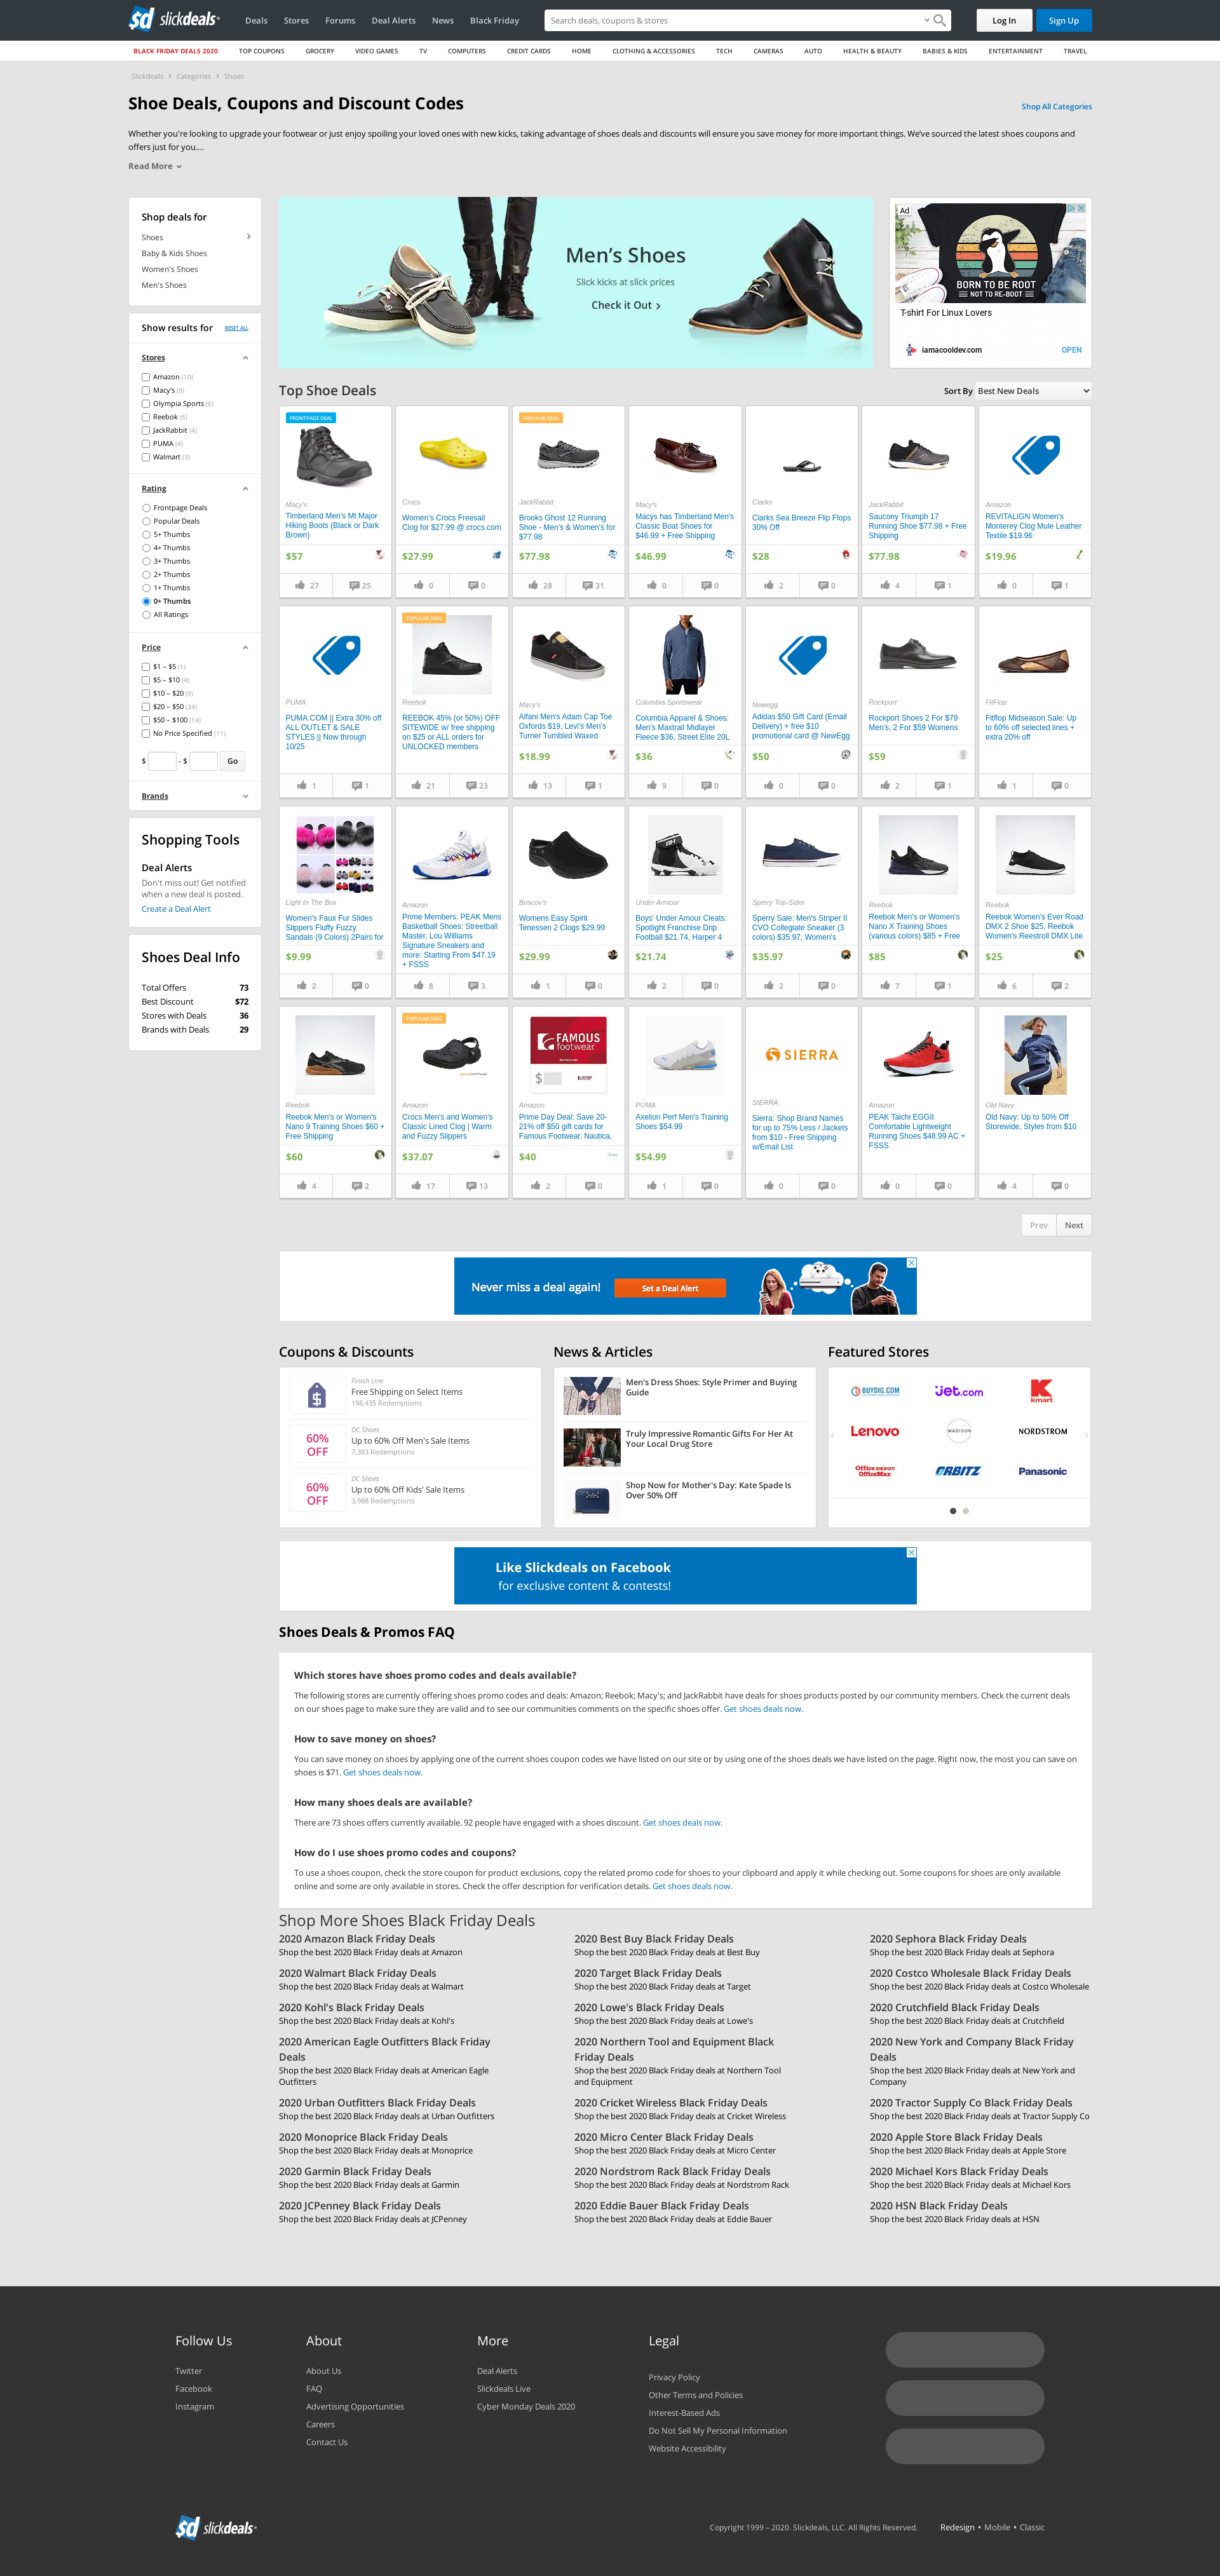 slickdeals
Deals Stores Forums Deal Alerts News Black Friday
Search deals, coupons & stores
Log In
Sign Up
BLACK FRIDAY DEALS 2020 TOP COUPONS GROCERY VIDEO GAMES TV COMPUTERS CREDIT CARDS HOME CLOTHING & ACCESSORIES TECH CAMERAS AUTO HEALTH & BEAUTY BABIES & KIDS ENTERTAINMENT TRAVEL
Slickdeals › Categories › Shoes
Shoe Deals, Coupons and Discount Codes
Shop All Categories
Whether you're looking to upgrade your footwear or just enjoy spoiling your loved ones with new kicks, taking advantage of shoes deals and discounts will ensure you save money for more important things. We've sourced the latest shoes coupons and
offers just for you....
Read More
Shop deals for
Shoes
Baby & Kids Shoes
Women's Shoes
Men's Shoes
Show results for
RESET ALL
Stores
Amazon (10)
Macy's (9)
Olympia Sports (6)
Reebok (6)
JackRabbit (4)
PUMA (4)
Walmart (3)
Rating
Frontpage Deals
Popular Deals
5+ Thumbs
4+ Thumbs
3+ Thumbs
2+ Thumbs
1+ Thumbs
0+ Thumbs
All Ratings
Price
$1 – $5 (1)
$5 – $10 (4)
$10 – $20 (9)
$20 – $50 (34)
$50 – $100 (14)
No Price Specified (11)
$ - $ Go
Brands
Shopping Tools
Deal Alerts
Don't miss out! Get notified
when a new deal is posted.
Create a Deal Alert
Shoes Deal Info
Total Offers 73
Best Discount $72
Stores with Deals 36
Brands with Deals 29
Men's Shoes
Slick kicks at slick prices
Check it Out
Ad
BORN TO BE ROOT
NOT TO RE-BOOT
T-shirt For Linux Lovers
iamacooldev.com
OPEN
Top Shoe Deals
Sort By Best New Deals
FRONTPAGE DEAL
Macy's
Timberland Men's Mt Major
Hiking Boots (Black or Dark
Brown)
$57
27 25
Crocs
Women's Crocs Freesail
Clog for $27.99 @ crocs.com
$27.99
0 0
POPULAR DEAL
JackRabbit
Brooks Ghost 12 Running
Shoe - Men's & Women's for
$77.98
$77.98
28 31
Macy's
Macys has Timberland Men's
Classic Boat Shoes for
$46.99 + Free Shipping
$46.99
0 0
Clarks
Clarks Sea Breeze Flip Flops
30% Off
$28
2 0
JackRabbit
Saucony Triumph 17
Running Shoe $77.98 + Free
Shipping
$77.98
4 1
Amazon
REVITALIGN Women's
Monterey Clog Mule Leather
Textile $19.96
$19.96
0 1
PUMA
PUMA.COM || Extra 30% off
ALL OUTLET & SALE
STYLES || Now through
10/25
1 1
POPULAR DEAL
Reebok
REEBOK 45% (or 50%) OFF
SITEWIDE w/ free shipping
on $25 or ALL orders for
UNLOCKED members
21 23
Macy's
Alfani Men's Adam Cap Toe
Oxfords $19, Levi's Men's
Turner Tumbled Waxed
$18.99
13 1
Columbia Sportswear
Columbia Apparel & Shoes:
Men's Maxtrail Midlayer
Fleece $36, Street Elite 20L
$36
9 0
Newegg
Adidas $50 Gift Card (Email
Delivery) + free $10
promotional card @ NewEgg
$50
0 0
Rockport
Rockport Shoes 2 For $79
Men's, 2 For $59 Womens
$59
2 1
FitFlop
Fitflop Midseason Sale: Up
to 60% off selected lines +
extra 20% off
1 0
Light In The Box
Women's Faux Fur Slides
Slippers Fluffy Fuzzy
Sandals (9 Colors) 2Pairs for
$9.99
2 0
Amazon
Prime Members: PEAK Mens
Basketball Shoes: Streetball
Master, Lou Williams
Signature Sneakers and
more: Starting From $47.19
+ FSSS
8 3
Boscov's
Womens Easy Spirit
Tenessen 2 Clogs $29.99
$29.99
1 0
Under Armour
Boys' Under Armour Cleats:
Spotlight Franchise Drip
Football $21.74, Harper 4
$21.74
2 0
Sperry Top-Sider
Sperry Sale: Men's Striper II
CVO Collegiate Sneaker (3
colors) $35.97, Women's
$35.97
2 0
Reebok
Reebok Men's or Women's
Nano X Training Shoes
(various colors) $85 + Free
$85
7 1
Reebok
Reebok Women's Ever Road
DMX 2 Shoe $25, Reebok
Women's Reestroll DMX Lite
$25
6 2
Reebok
Reebok Men's or Women's
Nano 9 Training Shoes $60 +
Free Shipping
$60
4 2
POPULAR DEAL
Amazon
Crocs Men's and Women's
Classic Lined Clog | Warm
and Fuzzy Slippers
$37.07
17 13
FAMOUS
footwear.
$
Amazon
Prime Day Deal: Save 20-
21% off $50 gift cards for
Famous Footwear, Nautica,
$40
2 0
PUMA
Axelion Perf Men's Training
Shoes $54.99
$54.99
1 0
SIERRA
SIERRA
Sierra: Shop Brand Names
for up to 75% Less / Jackets
from $10 - Free Shipping
w/Email List
0 0
Amazon
PEAK Taichi EGGII
Comfortable Lightweight
Running Shoes $48.99 AC +
FSSS
0 0
Old Navy
Old Navy: Up to 50% Off
Storewide, Styles from $10
4 0
Prev Next
Never miss a deal again! Set a Deal Alert
Coupons & Discounts
Finish Line
Free Shipping on Select Items
198,435 Redemptions
60%
OFF
DC Shoes
Up to 60% Off Men's Sale Items
7,383 Redemptions
60%
OFF
DC Shoes
Up to 60% Off Kids' Sale Items
3,988 Redemptions
News & Articles
Men's Dress Shoes: Style Primer and Buying
Guide
Truly Impressive Romantic Gifts For Her At
Your Local Drug Store
Shop Now for Mother's Day: Kate Spade Is
Over 50% Off
Featured Stores
BUYDIG.COM jet.com kmart
Lenovo MADISON NORDSTROM
Office DEPOT
OfficeMax
ORBITZ Panasonic
Like Slickdeals on Facebook
for exclusive content & contests!
Shoes Deals & Promos FAQ
Which stores have shoes promo codes and deals available?
The following stores are currently offering shoes promo codes and deals: Amazon; Reebok; Macy's; and JackRabbit have deals for shoes products posted by our community members. Check the current deals
on our shoes page to make sure they are valid and to see our communities comments on the specific shoes offer. Get shoes deals now.
How to save money on shoes?
You can save money on shoes by applying one of the current shoes coupon codes we have listed on our site or by using one of the shoes deals we have listed on the page. Right now, the most you can save on
shoes is $71. Get shoes deals now.
How many shoes deals are available?
There are 73 shoes offers currently available. 92 people have engaged with a shoes discount. Get shoes deals now.
How do I use shoes promo codes and coupons?
To use a shoes coupon, check the store coupon for product exclusions, copy the related promo code for shoes to your clipboard and apply it while checking out. Some coupons for shoes are only available
online and some are only available in stores. Check the offer description for verification details. Get shoes deals now.
Shop More Shoes Black Friday Deals
2020 Amazon Black Friday Deals
Shop the best 2020 Black Friday deals at Amazon
2020 Best Buy Black Friday Deals
Shop the best 2020 Black Friday deals at Best Buy
2020 Sephora Black Friday Deals
Shop the best 2020 Black Friday deals at Sephora
2020 Walmart Black Friday Deals
Shop the best 2020 Black Friday deals at Walmart
2020 Target Black Friday Deals
Shop the best 2020 Black Friday deals at Target
2020 Costco Wholesale Black Friday Deals
Shop the best 2020 Black Friday deals at Costco Wholesale
2020 Kohl's Black Friday Deals
Shop the best 2020 Black Friday deals at Kohl's
2020 Lowe's Black Friday Deals
Shop the best 2020 Black Friday deals at Lowe's
2020 Crutchfield Black Friday Deals
Shop the best 2020 Black Friday deals at Crutchfield
2020 American Eagle Outfitters Black Friday
Deals
Shop the best 2020 Black Friday deals at American Eagle
Outfitters
2020 Northern Tool and Equipment Black
Friday Deals
Shop the best 2020 Black Friday deals at Northern Tool
and Equipment
2020 New York and Company Black Friday
Deals
Shop the best 2020 Black Friday deals at New York and
Company
2020 Urban Outfitters Black Friday Deals
Shop the best 2020 Black Friday deals at Urban Outfitters
2020 Cricket Wireless Black Friday Deals
Shop the best 2020 Black Friday deals at Cricket Wireless
2020 Tractor Supply Co Black Friday Deals
Shop the best 2020 Black Friday deals at Tractor Supply Co
2020 Monoprice Black Friday Deals
Shop the best 2020 Black Friday deals at Monoprice
2020 Micro Center Black Friday Deals
Shop the best 2020 Black Friday deals at Micro Center
2020 Apple Store Black Friday Deals
Shop the best 2020 Black Friday deals at Apple Store
2020 Garmin Black Friday Deals
Shop the best 2020 Black Friday deals at Garmin
2020 Nordstrom Rack Black Friday Deals
Shop the best 2020 Black Friday deals at Nordstrom Rack
2020 Michael Kors Black Friday Deals
Shop the best 2020 Black Friday deals at Michael Kors
2020 JCPenney Black Friday Deals
Shop the best 2020 Black Friday deals at JCPenney
2020 Eddie Bauer Black Friday Deals
Shop the best 2020 Black Friday deals at Eddie Bauer
2020 HSN Black Friday Deals
Shop the best 2020 Black Friday deals at HSN
Follow Us
Twitter
Facebook
Instagram
About
About Us
FAQ
Advertising Opportunities
Careers
Contact Us
More
Deal Alerts
Slickdeals Live
Cyber Monday Deals 2020
Legal
Privacy Policy
Other Terms and Policies
Interest-Based Ads
Do Not Sell My Personal Information
Website Accessibility
slickdeals
Copyright 1999 – 2020. Slickdeals, LLC. All Rights Reserved. Redesign • Mobile • Classic